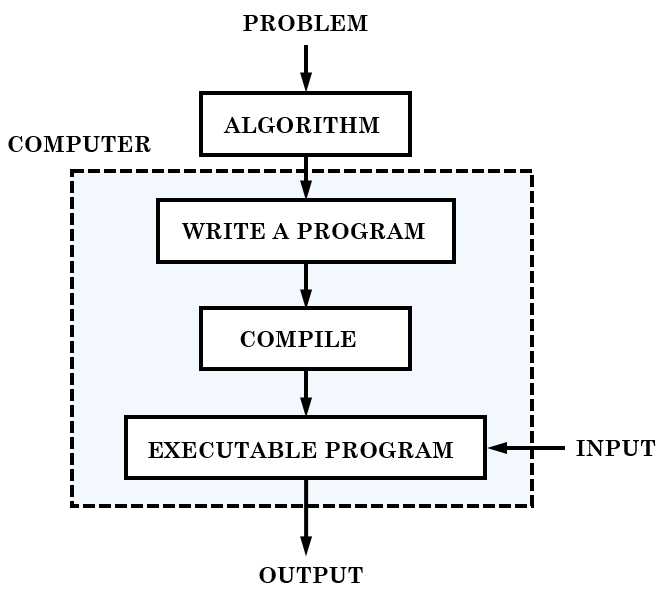 PROBLEM
ALGORITHM
COMPUTER
WRITE A PROGRAM
COMPILE
EXECUTABLE PROGRAM
INPUT
OUTPUT